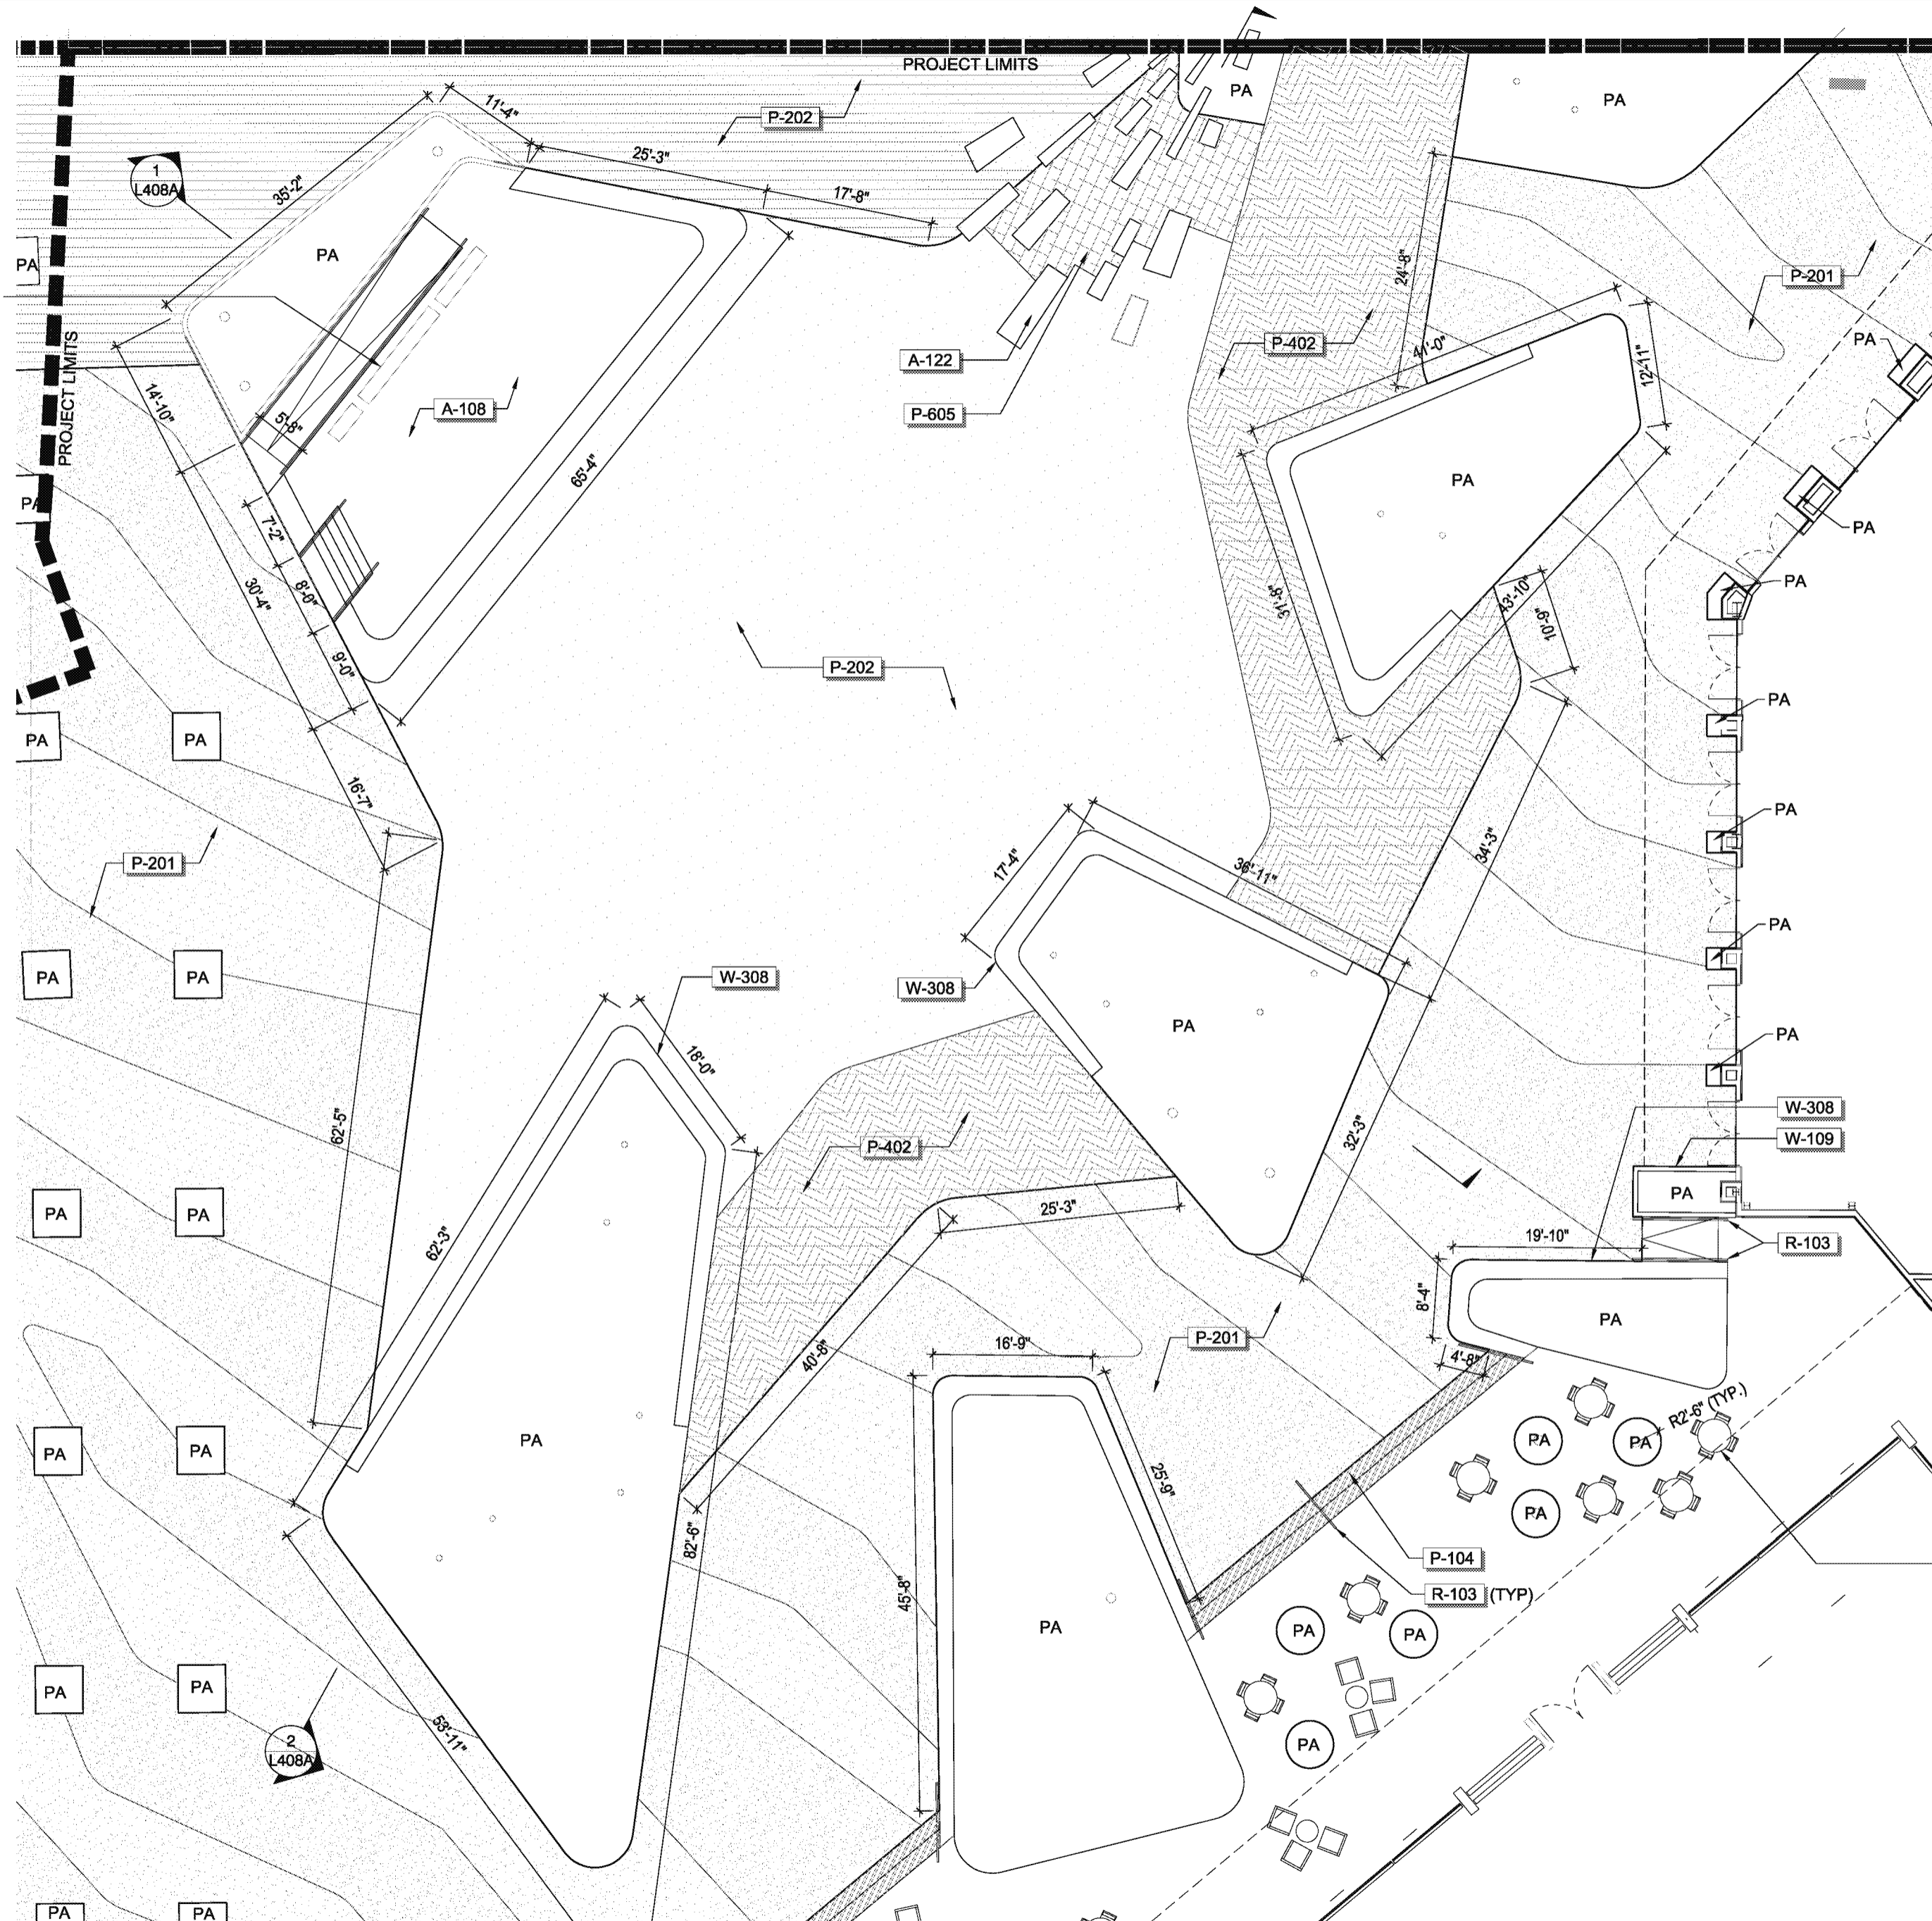 PROJECT LIMITS
PA
PA
11'-4"
P-202
25'-3"
1
L408A
35'-2"
17'-8"
PA
PA
24'-8"
P-201
P-402
A-122
41'-0"
12'-11"
PA
PROJECT LIMITS
14'-10"
5'-8"
A-108
P-605
65'-4"
PA
PA
PA
7'-2"
30'-4"
8'-0"
9'-0"
31'-8"
43'-10"
10'-9"
PA
P-202
PA
PA
PA
16'-7"
P-201
17'-4"
36'-11"
34'-3"
PA
PA
PA
W-308
W-308
PA
PA
18'-0"
PA
62'-5"
P-402
32'-3"
W-308
W-109
PA
PA
PA
25'-3"
62'-3"
19'-10"
R-103
8'-4"
PA
P-201
16'-9"
40'-8"
4'-8"
R2'-6" (TYP.)
PA
PA
PA
PA
PA
25'-9"
PA
82'-6"
P-104
R-103 (TYP)
45'-8"
PA
PA
PA
PA
PA
53'-11"
2
L408A
PA
PA
PA